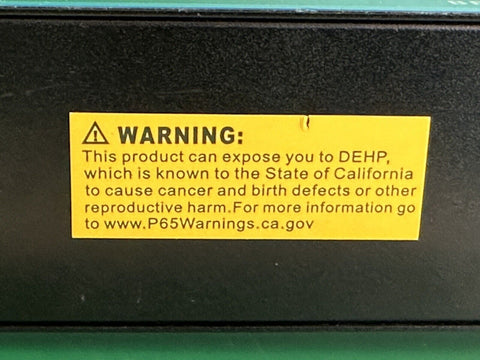 ⚠ WARNING:
This product can expose you to DEHP,
which is known to the State of California
to cause cancer and birth defects or other
reproductive harm.For more information go
to www.P65Warnings.ca.gov